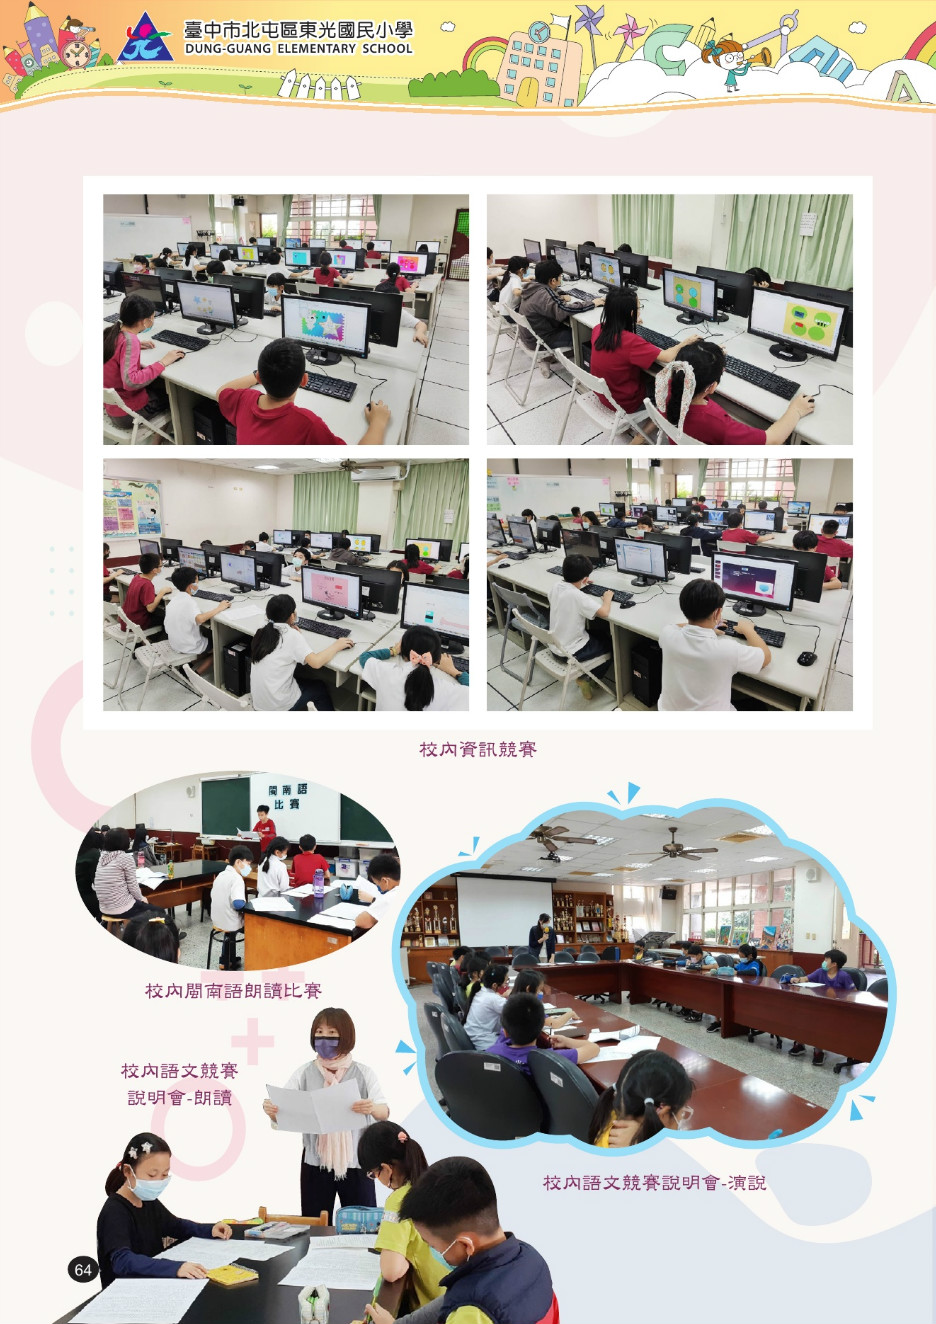 臺中市北屯區東光國民小學
DUNG-GUANG ELEMENTARY SCHOOL
校內資訊競賽
閩南語
比賽
校內閩南語朗讀比賽
校內語文競賽
說明會-朗讀
校內語文競賽說明會-演說
64